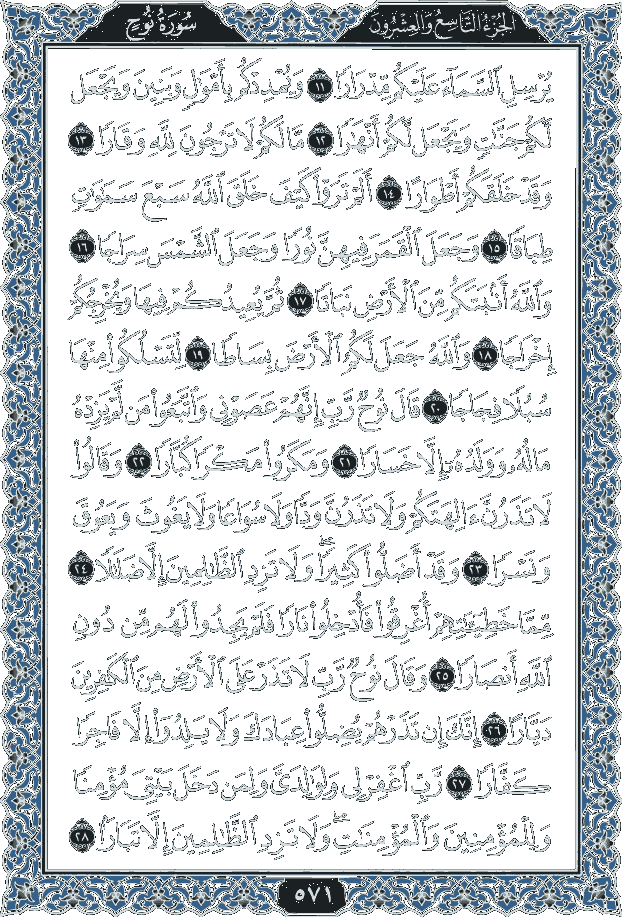 الجزء التاسع والعشرون
سورة نوح
يُرْسِلِ ٱلسَّمَآءَ عَلَيْكُم مِّدْرَارًا ١١ وَيُمْدِدْكُم بِأَمْوَٰلٍ وَبَنِينَ وَيَجْعَل
لَّكُمْ جَنَّٰتٍ وَيَجْعَل لَّكُمْ أَنْهَٰرًا ١٢ مَّا لَكُمْ لَا تَرْجُونَ لِلَّهِ وَقَارًا ١٣
وَقَدْ خَلَقَكُمْ أَطْوَارًا ١٤ أَلَمْ تَرَوْا۟ كَيْفَ خَلَقَ ٱللَّهُ سَبْعَ سَمَٰوَٰتٍ
طِبَاقًا ١٥ وَجَعَلَ ٱلْقَمَرَ فِيهِنَّ نُورًا وَجَعَلَ ٱلشَّمْسَ سِرَاجًا ١٦
وَٱللَّهُ أَنۢبَتَكُم مِّنَ ٱلْأَرْضِ نَبَاتًا ١٧ ثُمَّ يُعِيدُكُمْ فِيهَا وَيُخْرِجُكُمْ
إِخْرَاجًا ١٨ وَٱللَّهُ جَعَلَ لَكُمُ ٱلْأَرْضَ بِسَاطًا ١٩ لِّتَسْلُكُوا۟ مِنْهَا
سُبُلًا فِجَاجًا ٢٠ قَالَ نُوحٌ رَّبِّ إِنَّهُمْ عَصَوْنِى وَٱتَّبَعُوا۟ مَن لَّمْ يَزِدْهُ
مَالُهُۥ وَوَلَدُهُۥٓ إِلَّا خَسَارًا ٢١ وَمَكَرُوا۟ مَكْرًا كُبَّارًا ٢٢ وَقَالُوا۟
لَا تَذَرُنَّ ءَالِهَتَكُمْ وَلَا تَذَرُنَّ وَدًّا وَلَا سُوَاعًا وَلَا يَغُوثَ وَيَعُوقَ
وَنَسْرًا ٢٣ وَقَدْ أَضَلُّوا۟ كَثِيرًا ۖ وَلَا تَزِدِ ٱلظَّٰلِمِينَ إِلَّا ضَلَٰلًا ٢٤
مِّمَّا خَطِيٓـَٰٔتِهِمْ أُغْرِقُوا۟ فَأُدْخِلُوا۟ نَارًا فَلَمْ يَجِدُوا۟ لَهُم مِّن دُونِ
ٱللَّهِ أَنصَارًا ٢٥ وَقَالَ نُوحٌ رَّبِّ لَا تَذَرْ عَلَى ٱلْأَرْضِ مِنَ ٱلْكَٰفِرِينَ
دَيَّارًا ٢٦ إِنَّكَ إِن تَذَرْهُمْ يُضِلُّوا۟ عِبَادَكَ وَلَا يَلِدُوٓا۟ إِلَّا فَاجِرًا
كَفَّارًا ٢٧ رَّبِّ ٱغْفِرْ لِى وَلِوَٰلِدَىَّ وَلِمَن دَخَلَ بَيْتِىَ مُؤْمِنًا
وَلِلْمُؤْمِنِينَ وَٱلْمُؤْمِنَٰتِ ۖ وَلَا تَزِدِ ٱلظَّٰلِمِينَ إِلَّا تَبَارًۢا ٢٨
٥٧١